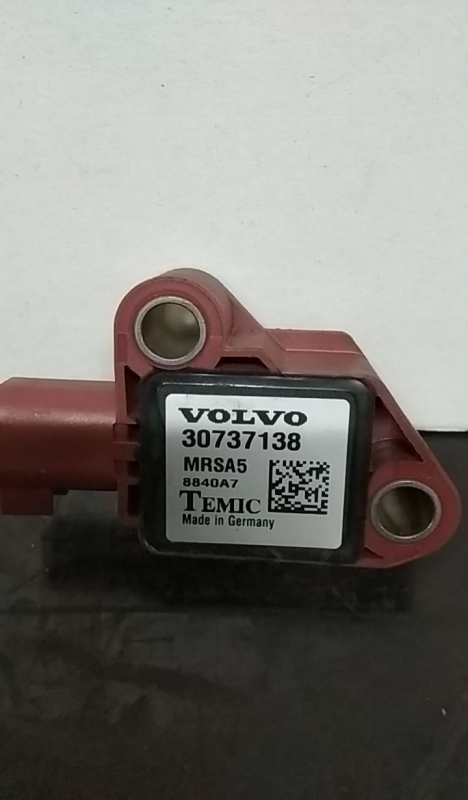 VOLVO
30737138
MRSA5
8840A7
TEMIC
Made in Germany